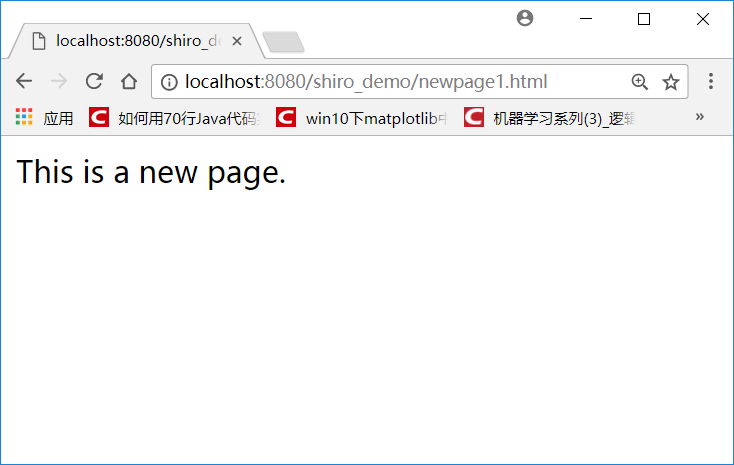 localhost:8080/shiro_de
localhost:8080/shiro_demo/newpage1.html
应用 如何用70行Java代码 win10下matplotlib中 机器学习系列(3)_逻辑 »
This is a new page.